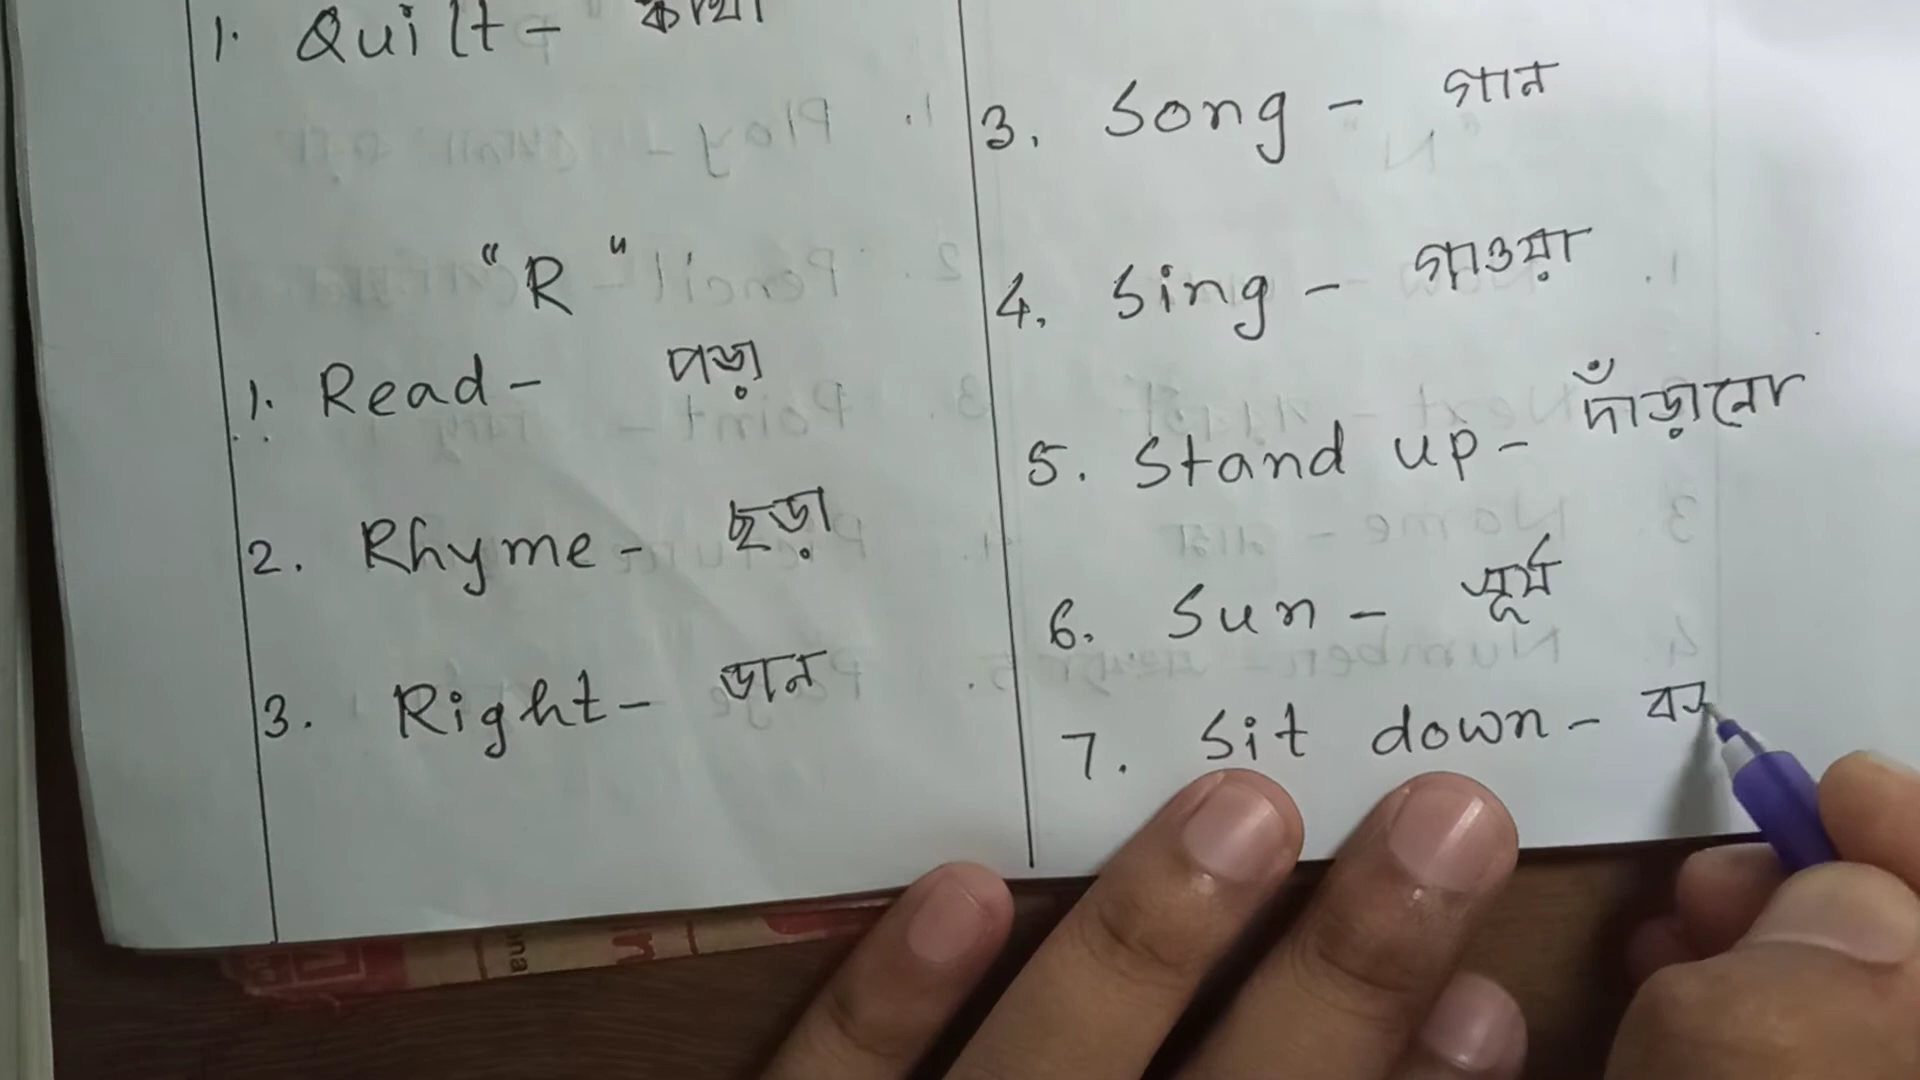 1. Quilt - কাঁথা
"R"
1. Read - পড়া
2. Rhyme - ছড়া
3. Right - ডান
3. Song - গান
4. Sing - গাওয়া
5. Stand up - দাঁড়ানো
6. Sun - সূর্য
7. Sit down - বস